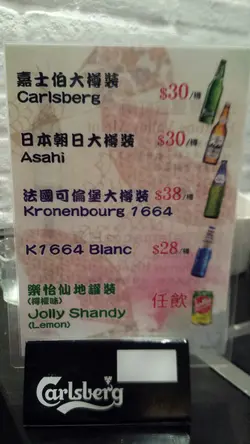 嘉士伯大樽裝 $30/樽
Carlsberg
日本朝日大樽裝 $30/樽
Asahi
法國可倫堡大樽裝 $38/樽
Kronenbourg 1664
K1664 Blanc $28/樽
樂怡仙地罐裝
(檸檬味) 任飲
Jolly Shandy
(Lemon)
Carlsberg